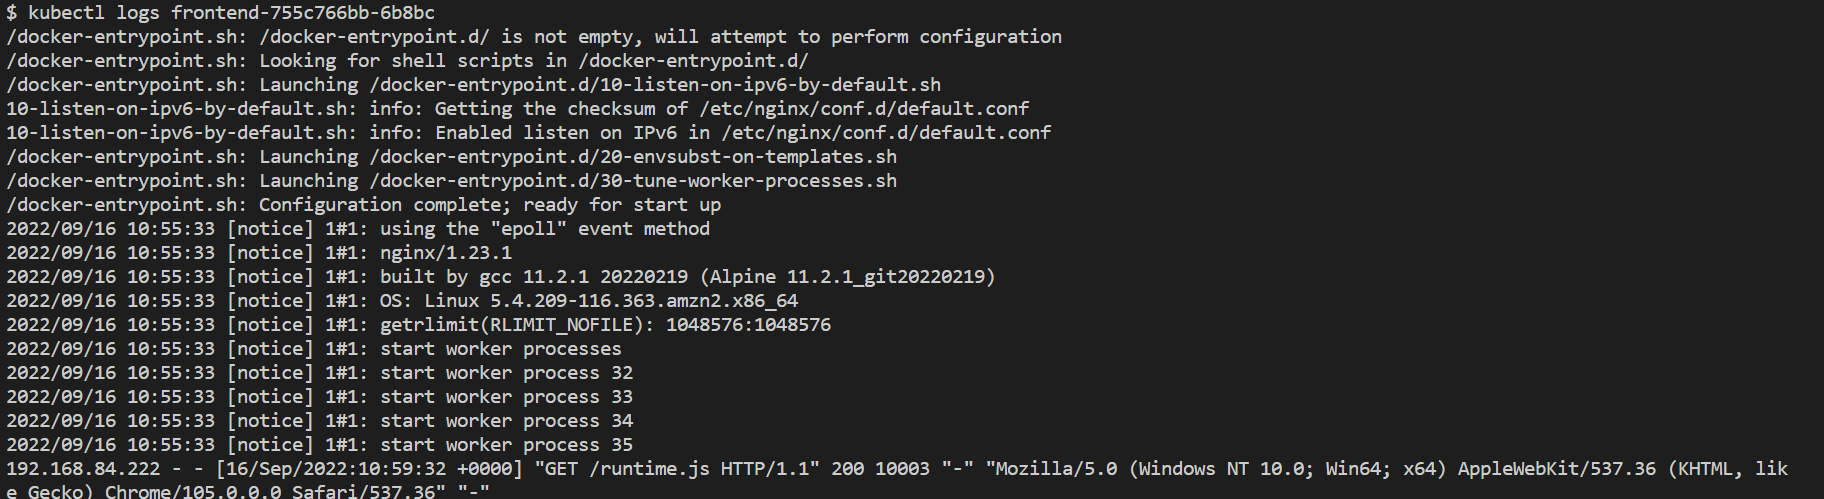 $ kubectl logs frontend-755c766bb-6b8bc
/docker-entrypoint.sh: /docker-entrypoint.d/ is not empty, will attempt to perform configuration
/docker-entrypoint.sh: Looking for shell scripts in /docker-entrypoint.d/
/docker-entrypoint.sh: Launching /docker-entrypoint.d/10-listen-on-ipv6-by-default.sh
10-listen-on-ipv6-by-default.sh: info: Getting the checksum of /etc/nginx/conf.d/default.conf
10-listen-on-ipv6-by-default.sh: info: Enabled listen on IPv6 in /etc/nginx/conf.d/default.conf
/docker-entrypoint.sh: Launching /docker-entrypoint.d/20-envsubst-on-templates.sh
/docker-entrypoint.sh: Launching /docker-entrypoint.d/30-tune-worker-processes.sh
/docker-entrypoint.sh: Configuration complete; ready for start up
2022/09/16 10:55:33 [notice] 1#1: using the "epoll" event method
2022/09/16 10:55:33 [notice] 1#1: nginx/1.23.1
2022/09/16 10:55:33 [notice] 1#1: built by gcc 11.2.1 20220219 (Alpine 11.2.1_git20220219)
2022/09/16 10:55:33 [notice] 1#1: OS: Linux 5.4.209-116.363.amzn2.x86_64
2022/09/16 10:55:33 [notice] 1#1: getrlimit(RLIMIT_NOFILE): 1048576:1048576
2022/09/16 10:55:33 [notice] 1#1: start worker processes
2022/09/16 10:55:33 [notice] 1#1: start worker process 32
2022/09/16 10:55:33 [notice] 1#1: start worker process 33
2022/09/16 10:55:33 [notice] 1#1: start worker process 34
2022/09/16 10:55:33 [notice] 1#1: start worker process 35
192.168.84.222 - - [16/Sep/2022:10:59:32 +0000] "GET /runtime.js HTTP/1.1" 200 10003 "-" "Mozilla/5.0 (Windows NT 10.0; Win64; x64) AppleWebKit/537.36 (KHTML, lik
e Gecko) Chrome/105.0.0.0 Safari/537.36" "-"